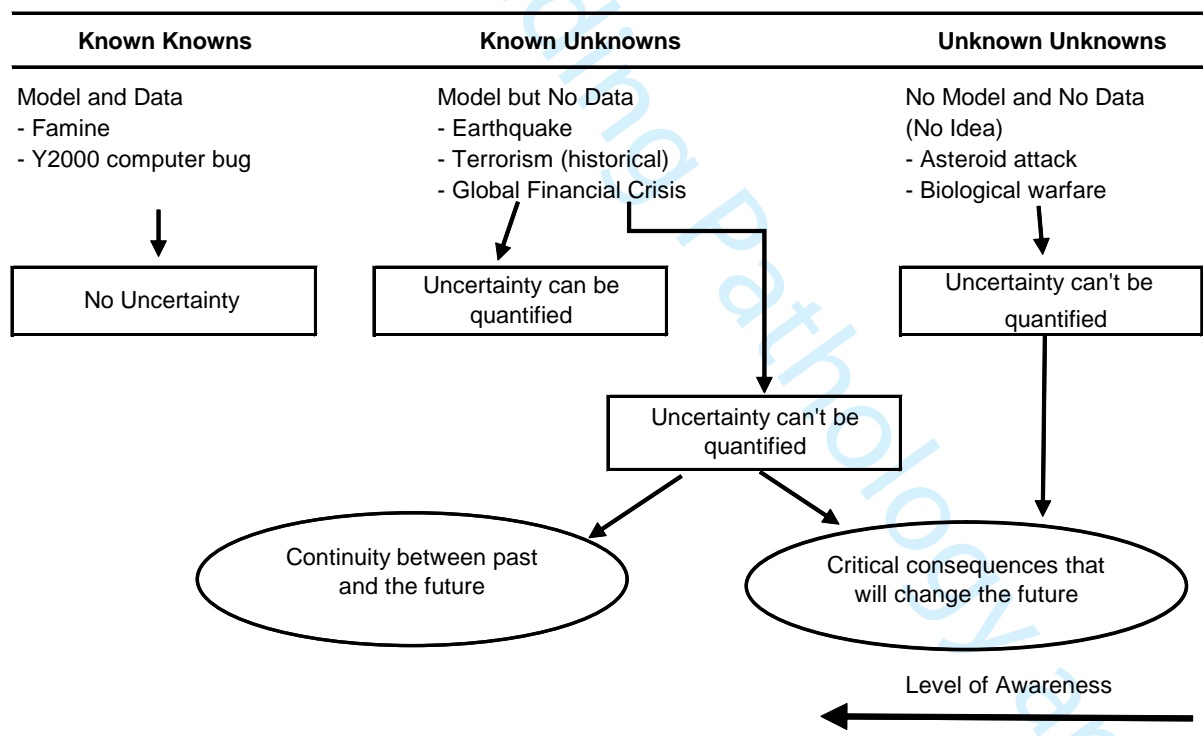 Known Knowns
Known Unknowns
Unknown Unknowns
Model and Data
- Famine
- Y2000 computer bug
Model but No Data
- Earthquake
- Terrorism (historical)
- Global Financial Crisis
No Model and No Data
(No Idea)
- Asteroid attack
- Biological warfare
No Uncertainty
Uncertainty can be
quantified
Uncertainty can't be
quantified
Uncertainty can't be
quantified
Continuity between past
and the future
Critical consequences that
will change the future
Level of Awareness
ding Pathology an